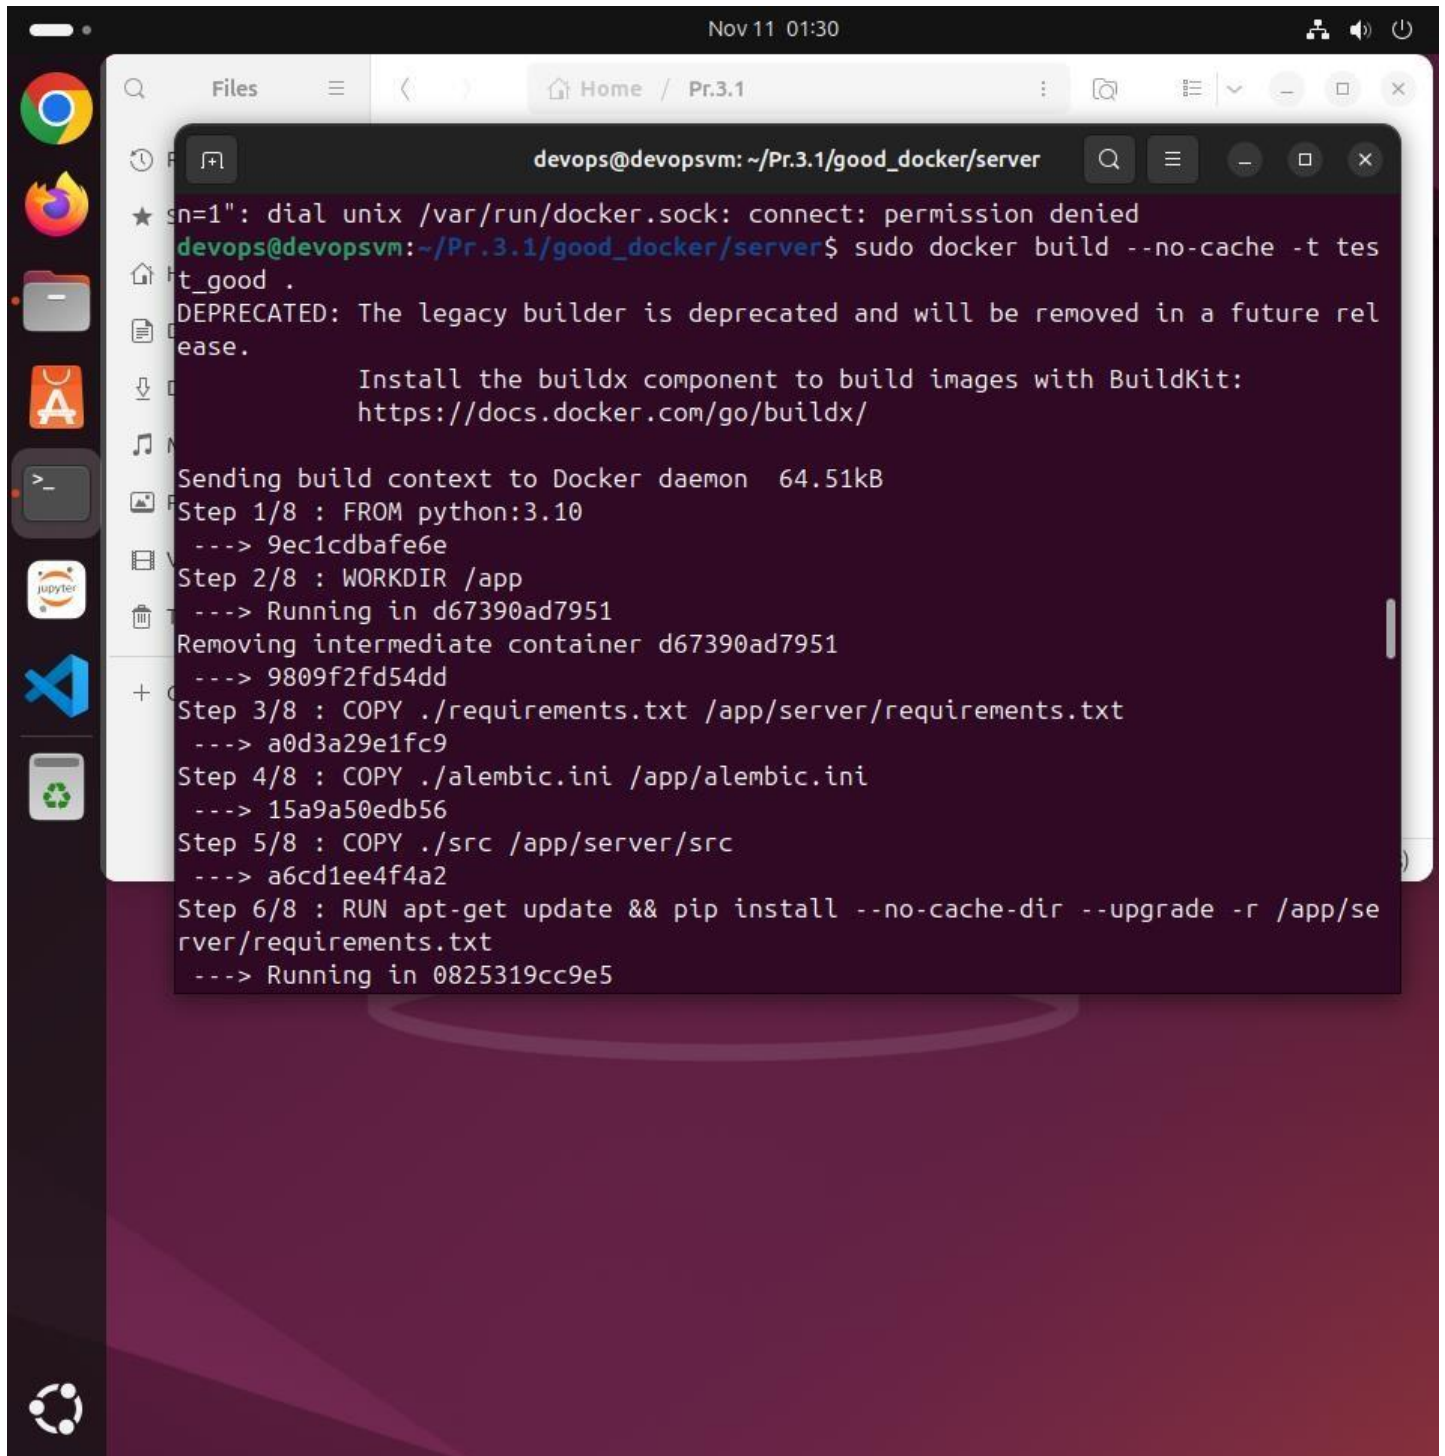 Nov 11 01:30
Files
Home / Pr.3.1
devops@devopsvm: ~/Pr.3.1/good_docker/server
n=1": dial unix /var/run/docker.sock: connect: permission denied
devops@devopsvm:~/Pr.3.1/good_docker/server$ sudo docker build --no-cache -t tes
t_good .
DEPRECATED: The legacy builder is deprecated and will be removed in a future rel
ease.
Install the buildx component to build images with BuildKit:
https://docs.docker.com/go/buildx/
Sending build context to Docker daemon 64.51kB
Step 1/8 : FROM python:3.10
---> 9ec1cdbafe6e
Step 2/8 : WORKDIR /app
---> Running in d67390ad7951
Removing intermediate container d67390ad7951
---> 9809f2fd54dd
Step 3/8 : COPY ./requirements.txt /app/server/requirements.txt
---> a0d3a29e1fc9
Step 4/8 : COPY ./alembic.ini /app/alembic.ini
---> 15a9a50edb56
Step 5/8 : COPY ./src /app/server/src
---> a6cd1ee4f4a2
Step 6/8 : RUN apt-get update && pip install --no-cache-dir --upgrade -r /app/se
rver/requirements.txt
---> Running in 0825319cc9e5
jupyter